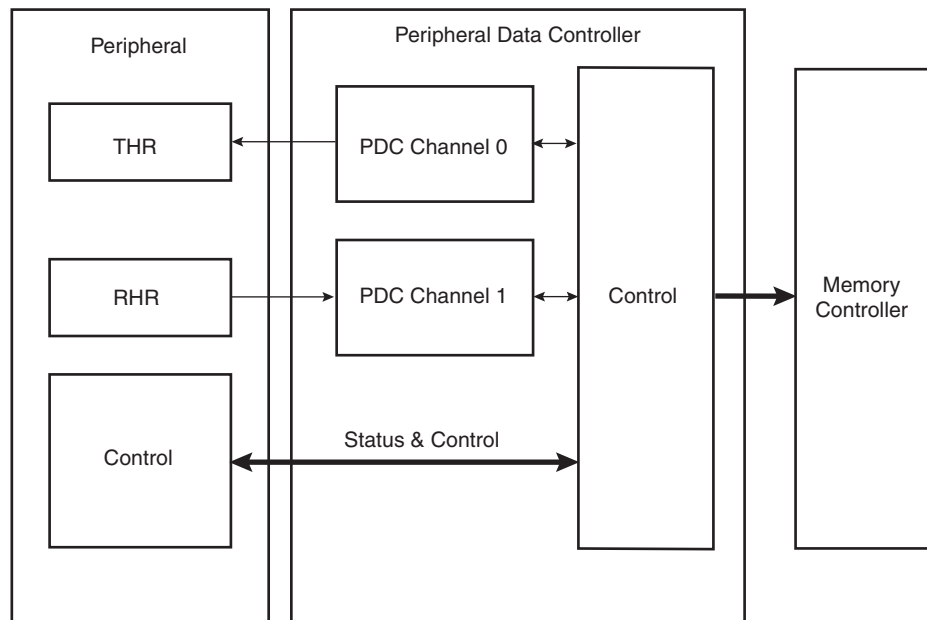 Peripheral
Peripheral Data Controller
THR
PDC Channel 0
RHR
PDC Channel 1
Control
Memory
Controller
Control
Status & Control